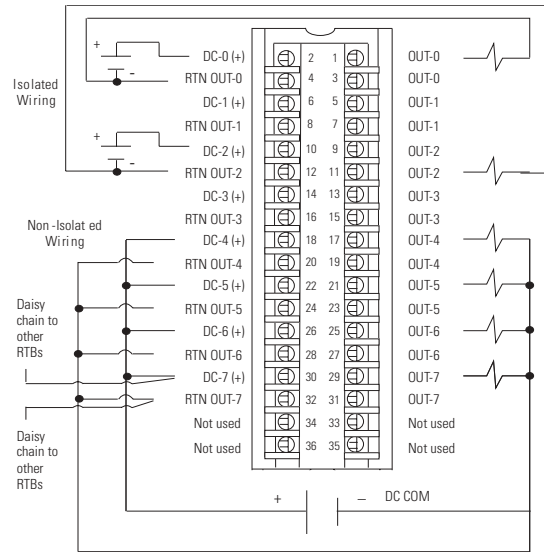 + DC-0 (+) 2 1 OUT-0
- RTN OUT-0 4 3 OUT-0
Isolated
Wiring
DC-1 (+) 6 5 OUT-1
RTN OUT-1 8 7 OUT-1
+ DC-2 (+) 10 9 OUT-2
- RTN OUT-2 12 11 OUT-2
DC-3 (+) 14 13 OUT-3
RTN OUT-3 16 15 OUT-3
Non-Isolated
Wiring
DC-4 (+) 18 17 OUT-4
RTN OUT-4 20 19 OUT-4
DC-5 (+) 22 21 OUT-5
RTN OUT-5 24 23 OUT-5
Daisy
chain to
other
RTBs
DC-6 (+) 26 25 OUT-6
RTN OUT-6 28 27 OUT-6
DC-7 (+) 30 29 OUT-7
RTN OUT-7 32 31 OUT-7
Not used 34 33 Not used
Not used 36 35 Not used
Daisy
chain to
other
RTBs
+ – DC COM